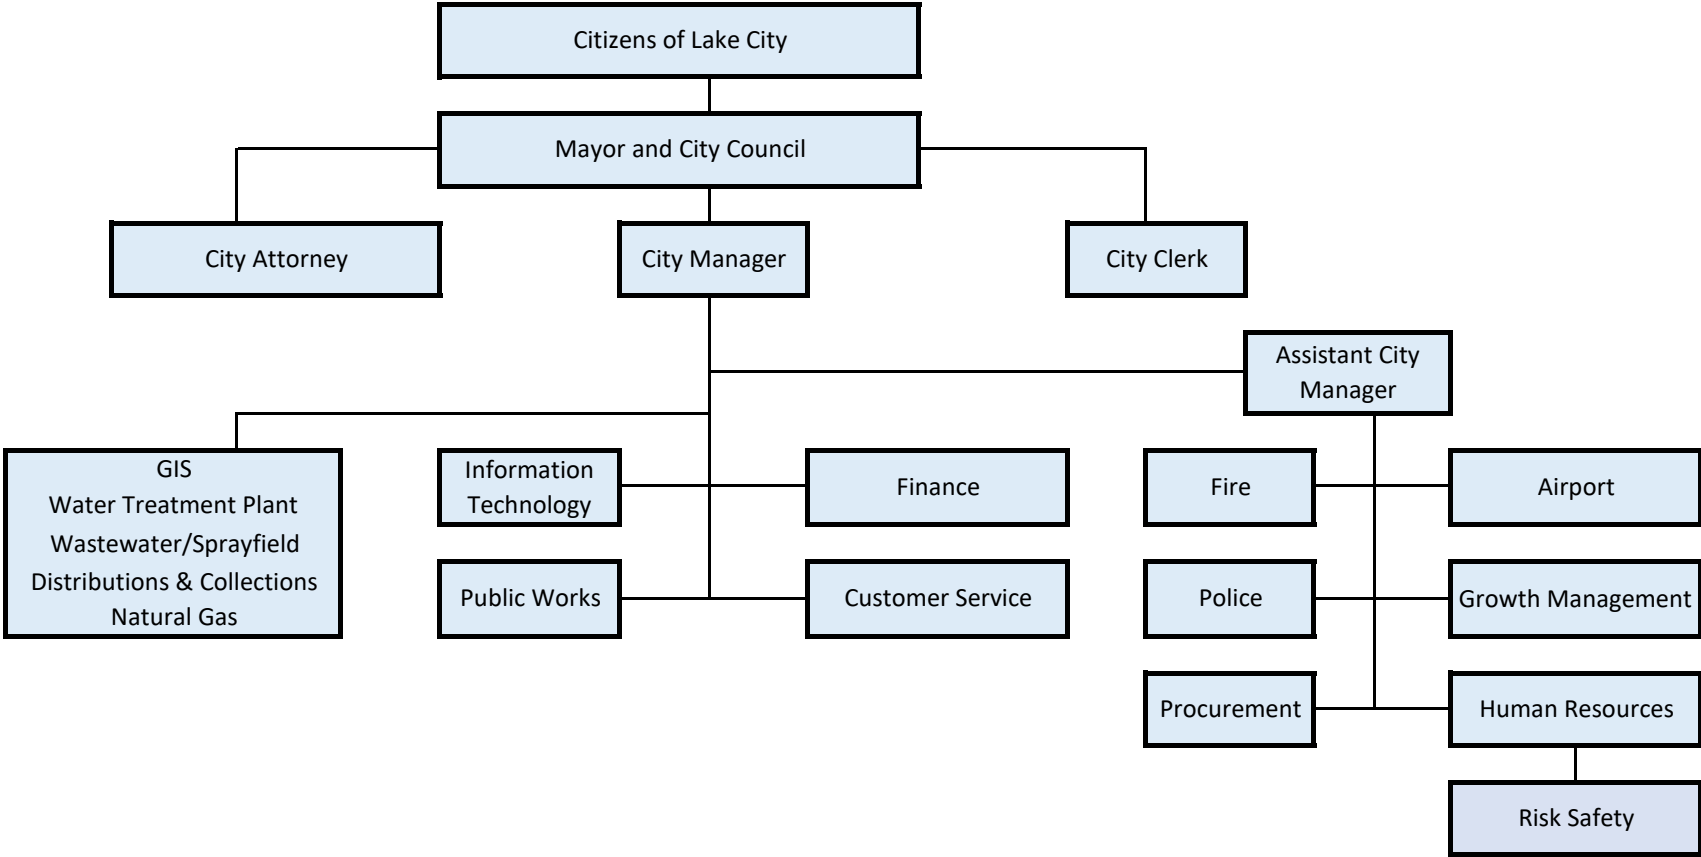 Citizens of Lake City
Mayor and City Council
City Attorney
City Manager
City Clerk
Assistant City
Manager
GIS
Water Treatment Plant
Wastewater/Sprayfield
Distributions & Collections
Natural Gas
Information
Technology
Finance
Fire
Airport
Public Works
Customer Service
Police
Growth Management
Procurement
Human Resources
Risk Safety